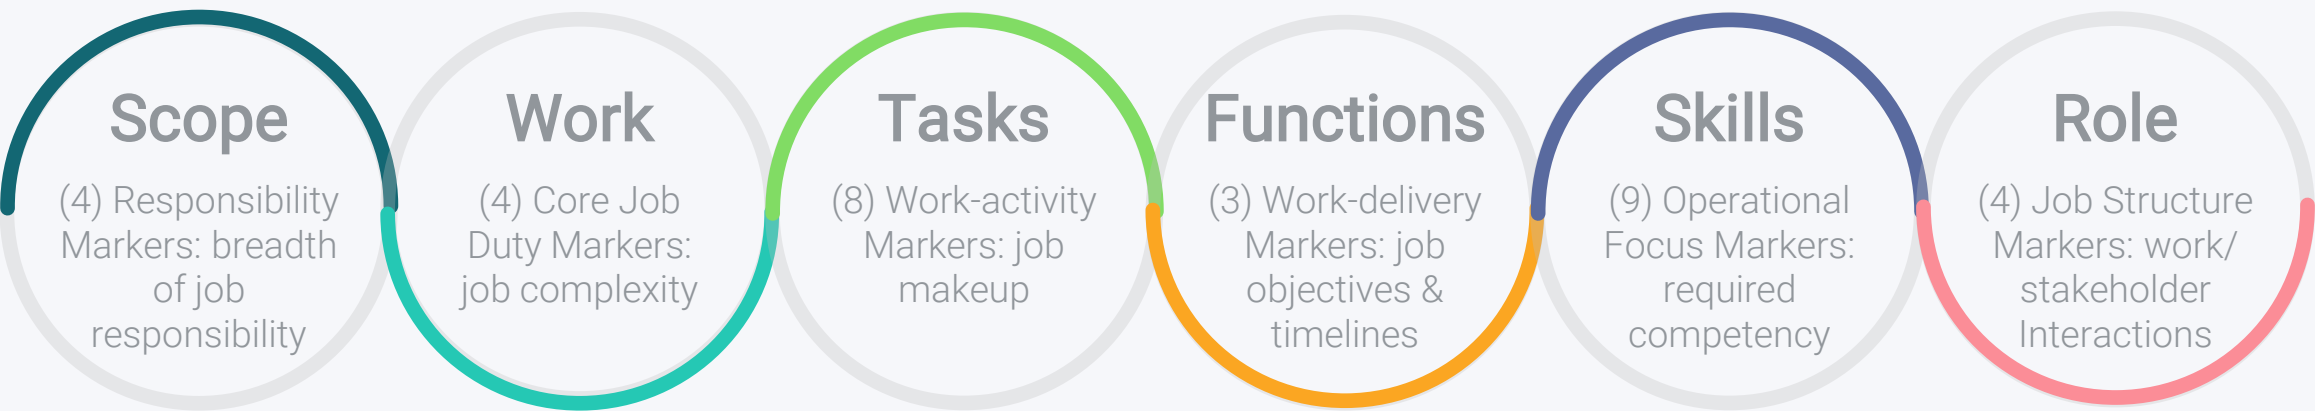 Scope
(4) Responsibility
Markers: breadth
of job
responsibility
Work
(4) Core Job
Duty Markers:
job complexity
Tasks
(8) Work-activity
Markers: job
makeup
Functions
(3) Work-delivery
Markers: job
objectives &
timelines
Skills
(9) Operational
Focus Markers:
required
competency
Role
(4) Job Structure
Markers: work/
stakeholder
Interactions